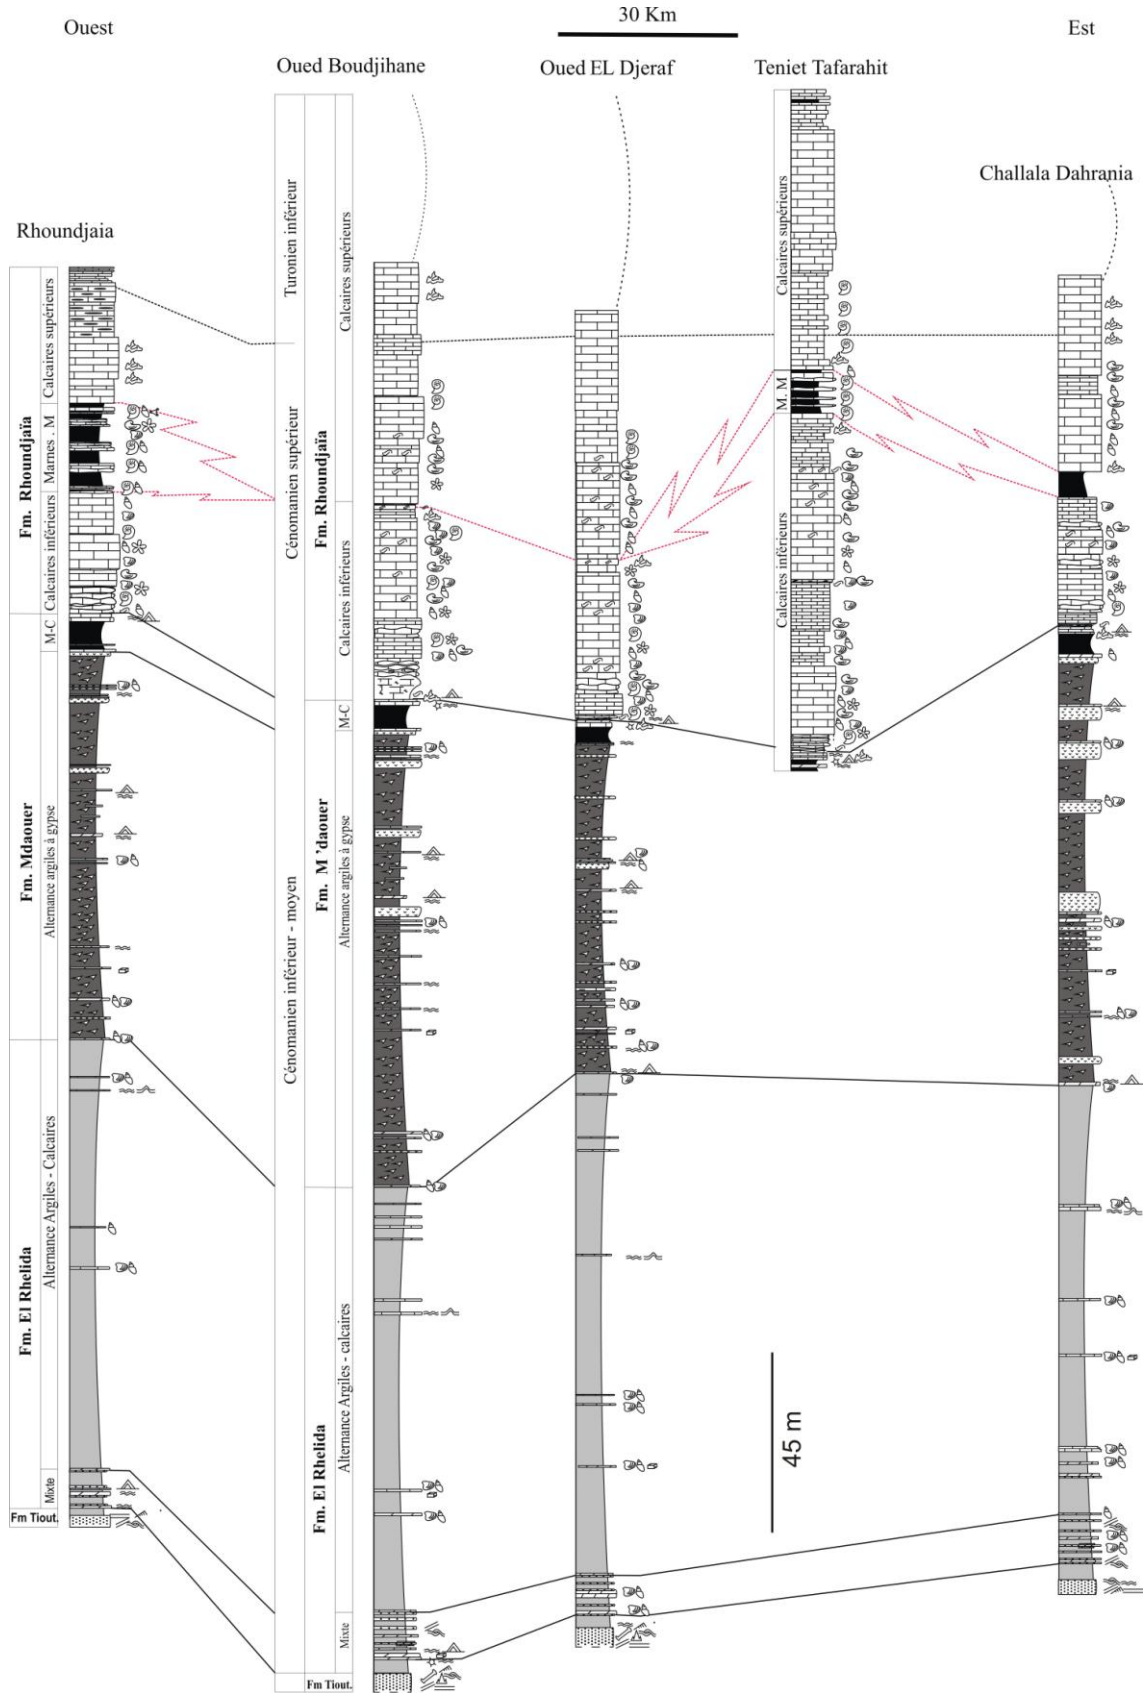 30 Km
Ouest
Est
Oued Boudjihane
Oued EL Djeraf
Teniet Tafarahit
Challala Dahrania
Rhoundjaia
Fm. Rhoundjaïa
Calcaires supérieurs
Marnes . M
Calcaires inférieurs
Fm. Mdaouer
M-C
Alternance argiles à gypse
Fm. El Rhelida
Alternance Argiles - Calcaires
Mixte
Fm Tiout.
Turonien inférieur
Cénomanien supérieur
Cénomanien inférieur - moyen
Fm. Rhoundjaïa
Calcaires supérieurs
Calcaires inférieurs
Fm. M 'daouer
M-C
Alternance argiles à gypse
Fm. El Rhelida
Alternance Argiles - calcaires
Mixte
Fm Tiout.
Calcaires supérieurs
M. M
Calcaires inférieurs
45 m